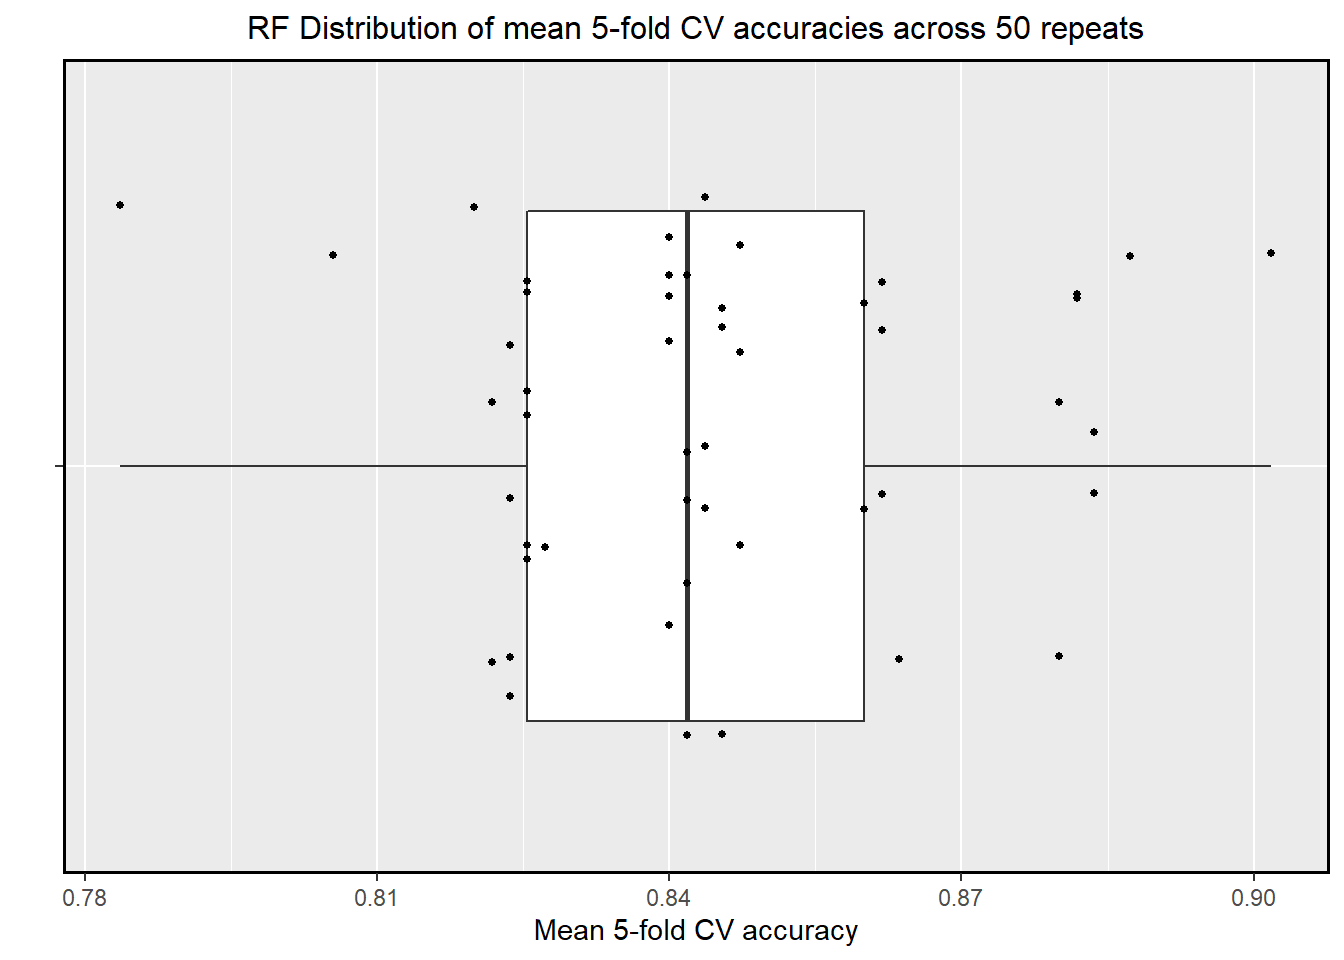 RF Distribution of mean 5-fold CV accuracies across 50 repeats
0.78 0.81 0.84 0.87 0.90
Mean 5-fold CV accuracy